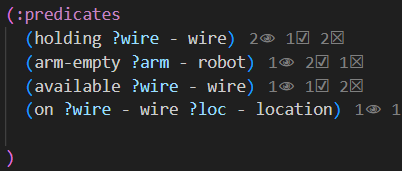 (:predicates
(holding ?wire - wire) 2👁 1☑ 2☒
(arm-empty ?arm - robot) 1👁 2☑ 1☒
(available ?wire - wire) 1👁 1☑ 2☒
(on ?wire - wire ?loc - location) 1👁 1
)